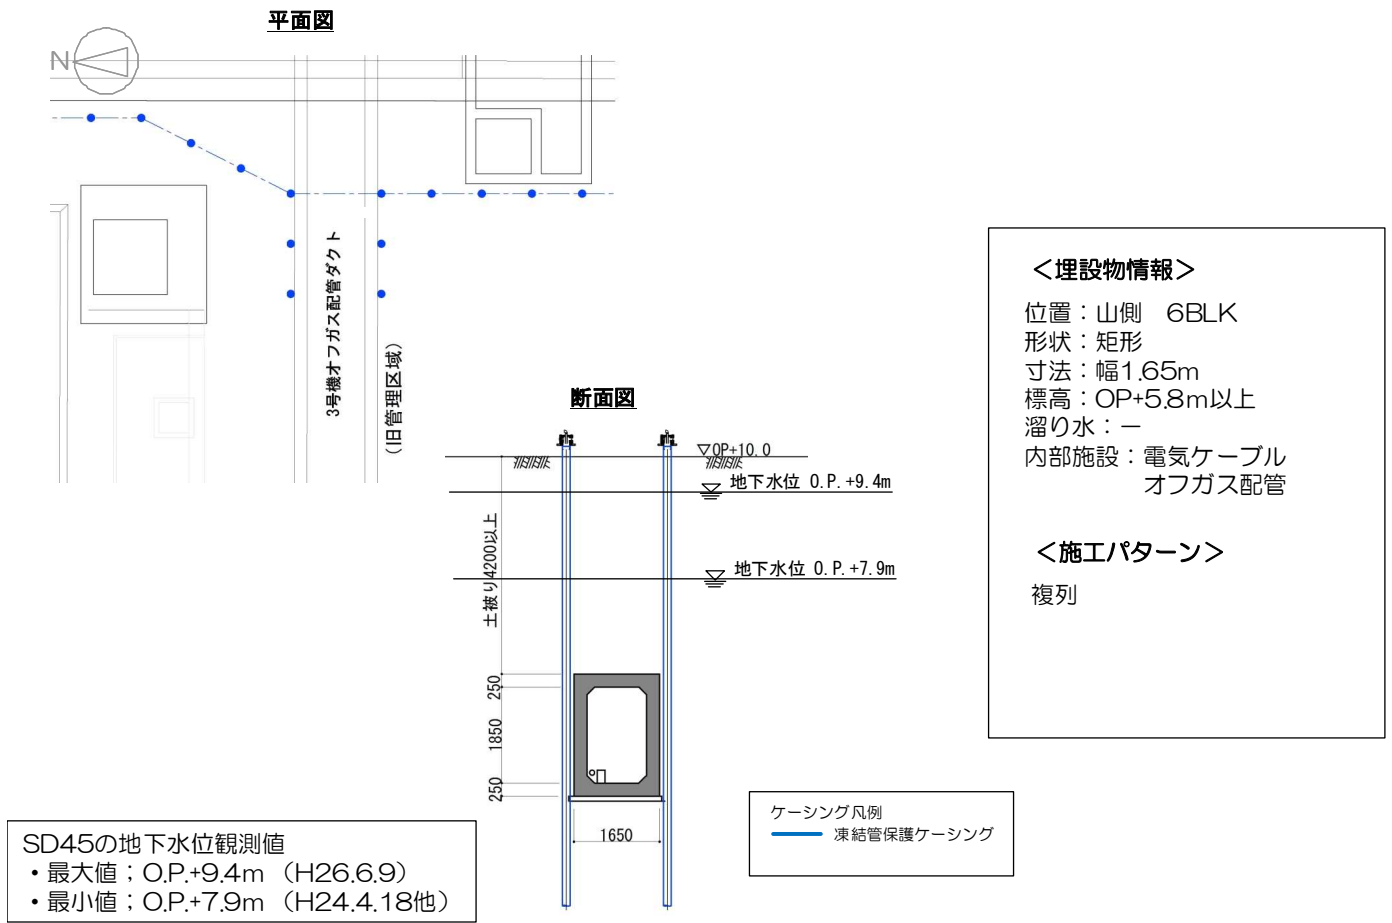 平面図
N
3号機オフガス配管ダクト
(旧管理区域)
断面図
▽OP+10.0
地下水位 O.P.+9.4m
地下水位 O.P.+7.9m
土被り4200以上
250
1850
250
1650
<埋設物情報>
位置：山側　6BLK
形状：矩形
寸法：幅1.65m
標高：OP+5.8m以上
溜り水：－
内部施設：電気ケーブル
オフガス配管
<施工パターン>
複列
ケーシング凡例
凍結管保護ケーシング
SD45の地下水位観測値
・最大値；O.P.+9.4m （H26.6.9）
・最小値；O.P.+7.9m （H24.4.18他）